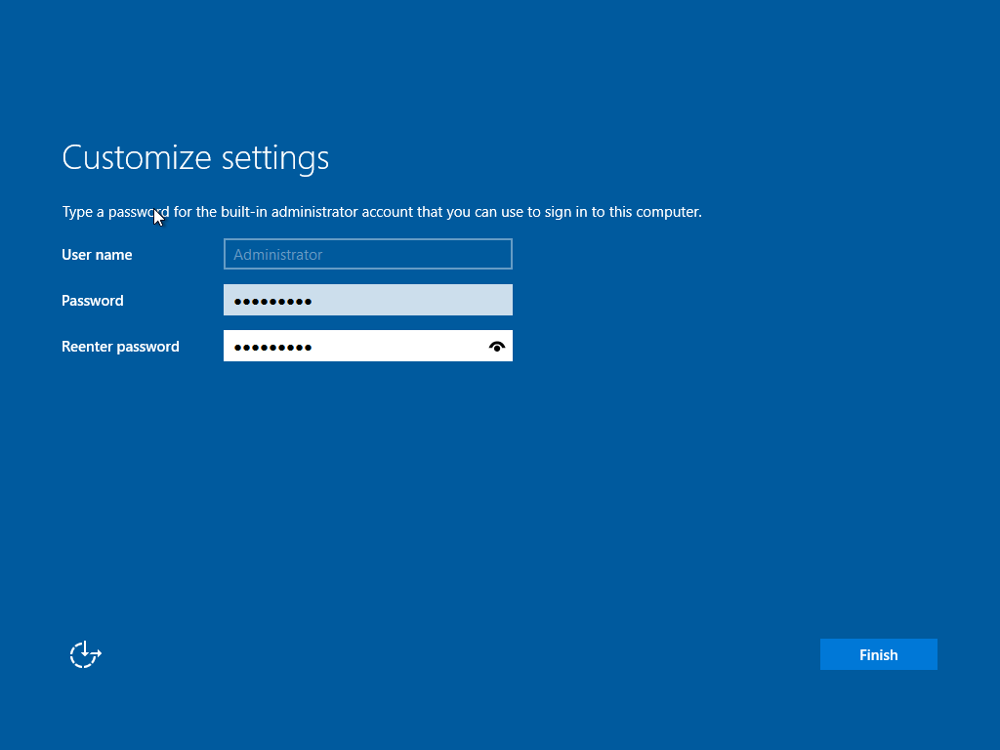 Customize settings
Type a password for the built-in administrator account that you can use to sign in to this computer.
User name
Administrator
Password
●●●●●●●●●
Reenter password
●●●●●●●●●
Finish